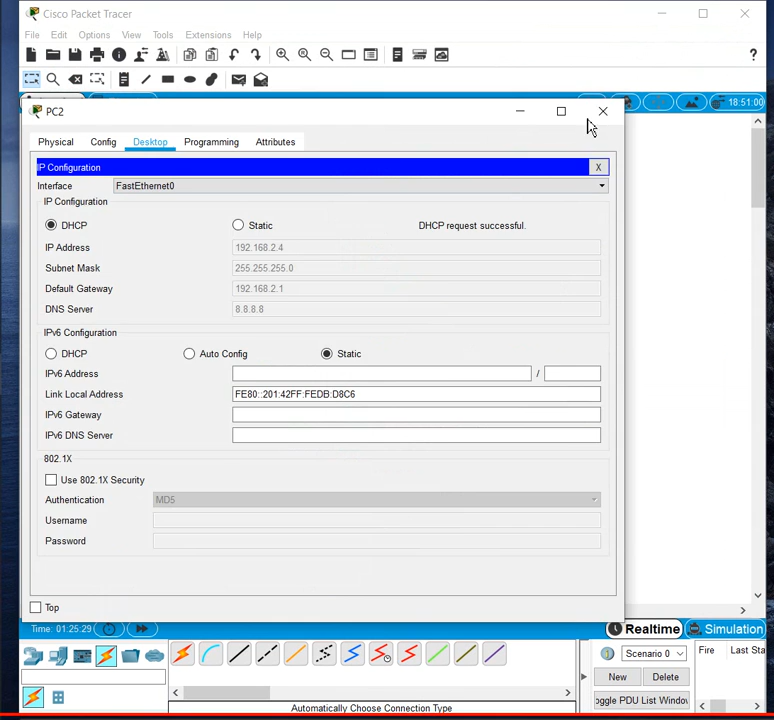 Cisco Packet Tracer
File Edit Options View Tools Extensions Help
?
18:51:00
PC2
Physical Config Desktop Programming Attributes
IP Configuration X
Interface FastEthernet0
IP Configuration
DHCP Static DHCP request successful.
IP Address 192.168.2.4
Subnet Mask 255.255.255.0
Default Gateway 192.168.2.1
DNS Server 8.8.8.8
IPv6 Configuration
DHCP Auto Config Static
IPv6 Address /
Link Local Address FE80::201:42FF:FEDB:D8C6
IPv6 Gateway
IPv6 DNS Server
802.1X
Use 802.1X Security
Authentication MD5
Username
Password
Top
Time: 01:25:29 Realtime Simulation
Scenario 0 Fire Last Sta
New Delete
oggle PDU List Window
Automatically Choose Connection Type